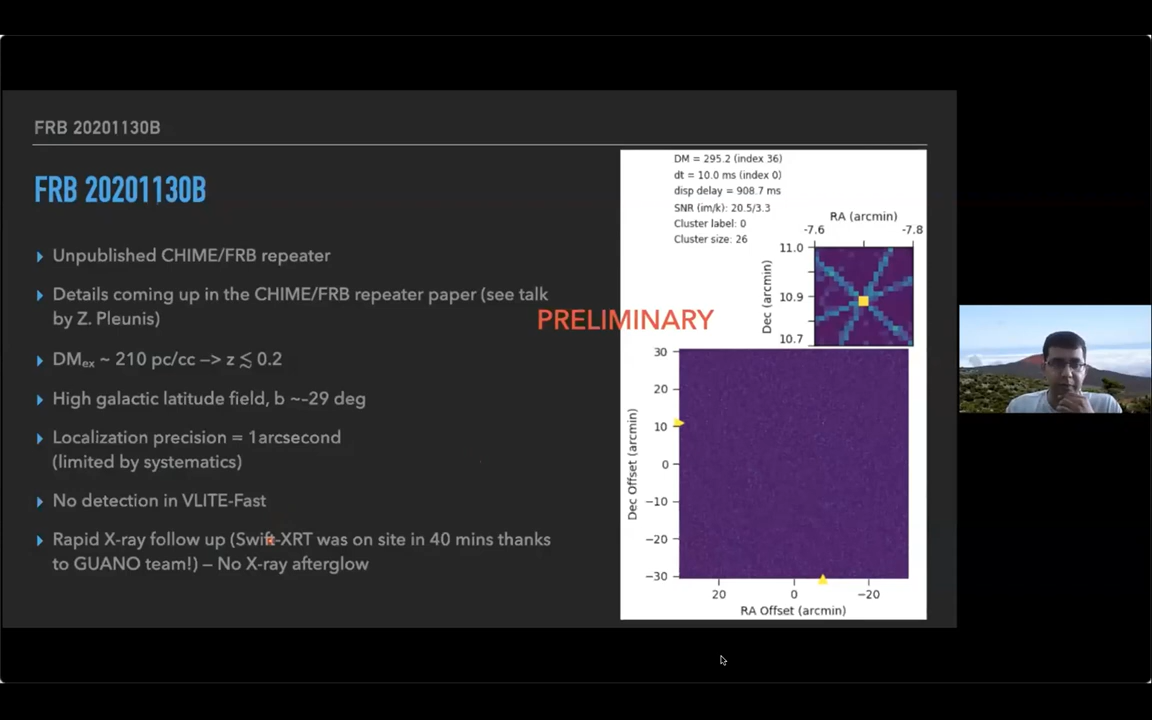 FRB 20201130B
FRB 20201130B
Unpublished CHIME/FRB repeater
Details coming up in the CHIME/FRB repeater paper (see talk
by Z. Pleunis)
DMex ~ 210 pc/cc –> z ≲ 0.2
High galactic latitude field, b ~-29 deg
Localization precision = 1arcsecond
(limited by systematics)
No detection in VLITE-Fast
Rapid X-ray follow up (Swift-XRT was on site in 40 mins thanks
to GUANO team!) – No X-ray afterglow
PRELIMINARY
DM = 295.2 (index 36)
dt = 10.0 ms (index 0)
disp delay = 908.7 ms
SNR (im/k): 20.5/3.3
Cluster label: 0
Cluster size: 26
RA (arcmin)
-7.6 -7.8
11.0
10.9
10.7
Dec (arcmin)
30
20
10
0
−10
−20
−30
Dec Offset (arcmin)
20 0 −20
RA Offset (arcmin)